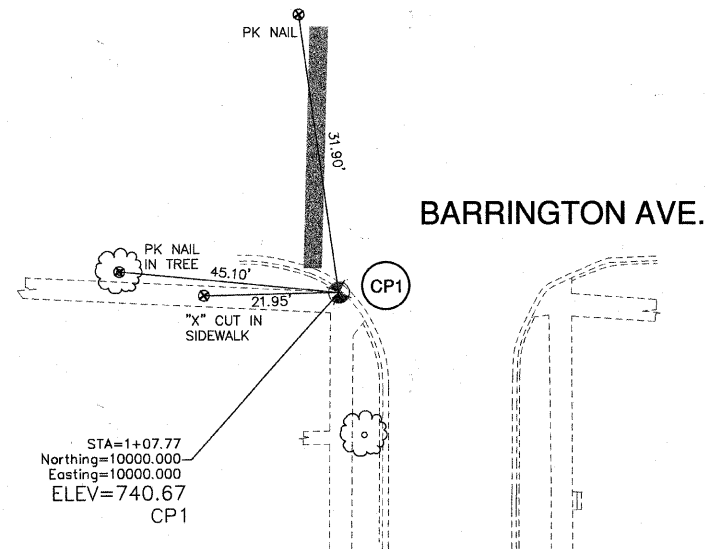 PK NAIL
31.90'
BARRINGTON AVE.
PK NAIL
IN TREE
45.10'
CP1
21.95'
"X" CUT IN
SIDEWALK
STA=1+07.77
Northing=10000.000
Easting=10000.000
ELEV=740.67
CP1